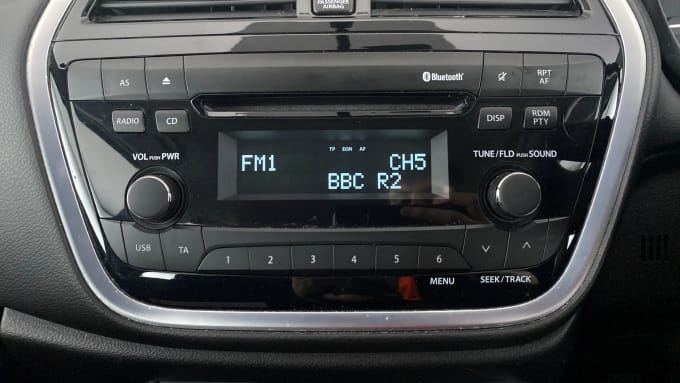 PASSENGER
AIRBAG
AS
Bluetooth
RPT
AF
RADIO
CD
DISP
RDM
PTY
VOL PUSH PWR
TUNE/FLD PUSH SOUND
TP EON AF
FM1 CH5
BBC R2
USB
TA
1 2 3 4 5 6
MENU
SEEK/TRACK